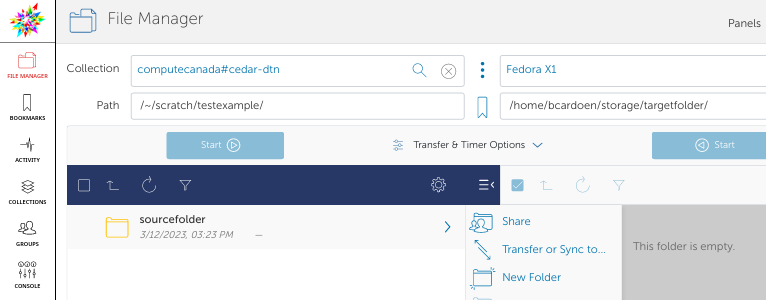 File Manager
Panels
FILE MANAGER
BOOKMARKS
ACTIVITY
COLLECTIONS
GROUPS
CONSOLE
Collection
computecanada#cedar-dtn
Fedora X1
Path
/~/scratch/testexample/
/home/bcardoen/storage/targetfolder/
Start
Transfer & Timer Options
Start
sourcefolder
3/12/2023, 03:23 PM —
Share
Transfer or Sync to...
New Folder
This folder is empty.